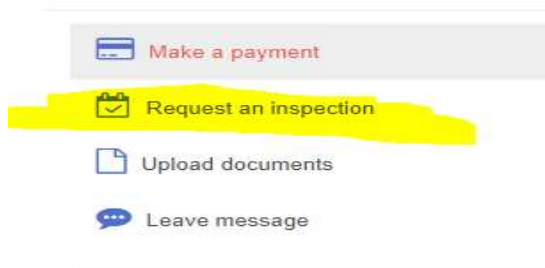 Make a payment
Request an inspection
Upload documents
Leave message